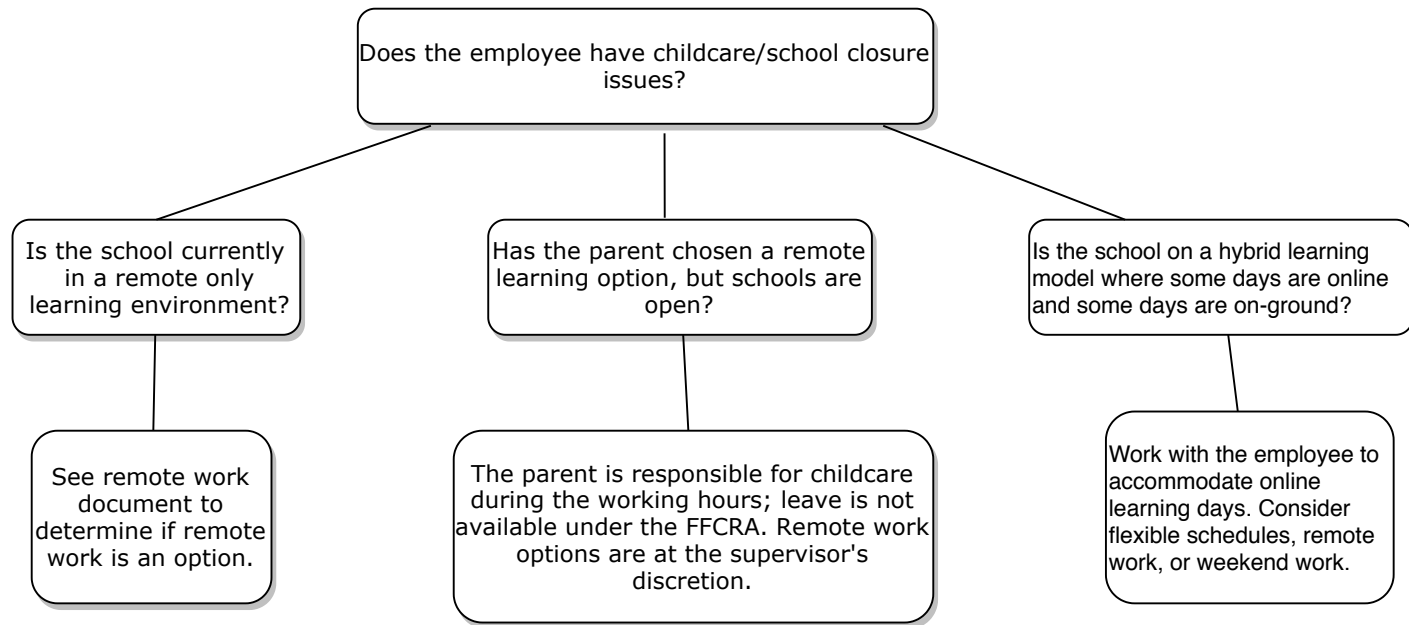 Does the employee have childcare/school closure
issues?
Is the school currently
in a remote only
learning environment?
Has the parent chosen a remote
learning option, but schools are
open?
Is the school on a hybrid learning
model where some days are online
and some days are on-ground?
See remote work
document to
determine if remote
work is an option.
The parent is responsible for childcare
during the working hours; leave is not
available under the FFCRA. Remote work
options are at the supervisor's
discretion.
Work with the employee to
accommodate online
learning days. Consider
flexible schedules, remote
work, or weekend work.